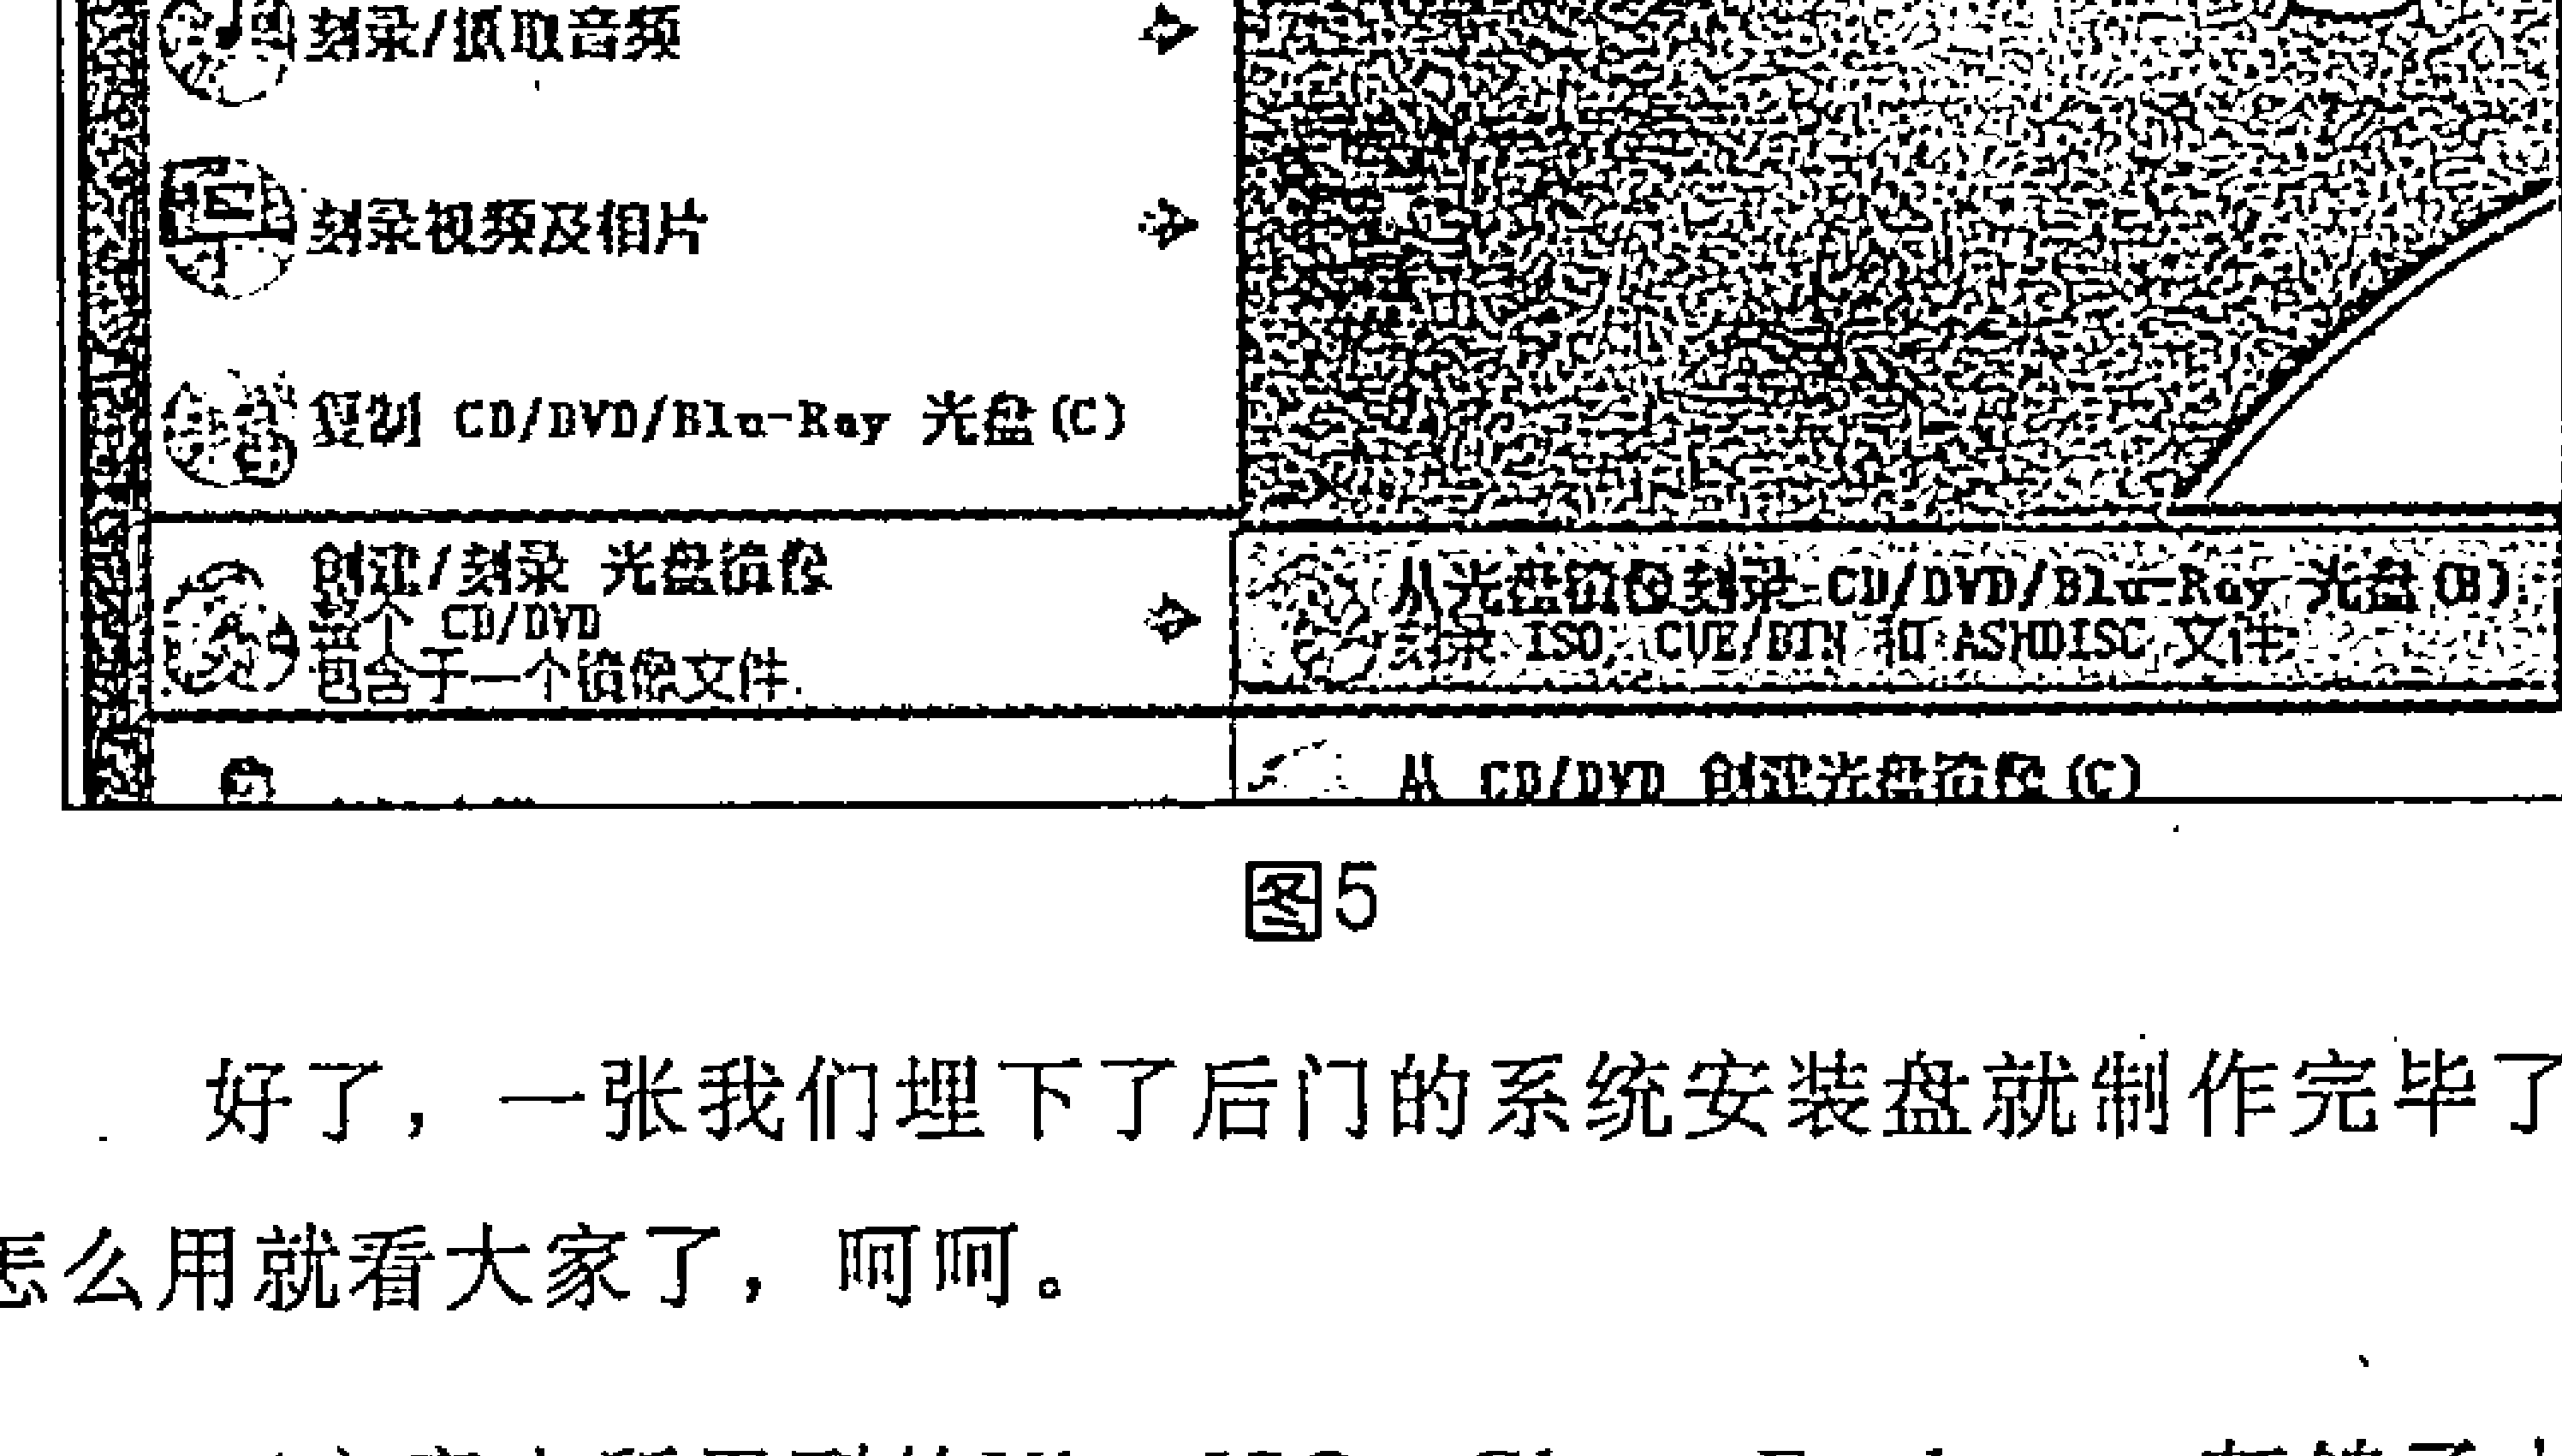 刻录/抓取音频
刻录视频及相片
复制 CD/DVD/Blu-Ray 光盘(C)
创建/刻录 光盘镜像
整个 CD/DVD
包含于一个镜像文件.
从光盘镜像刻录 CD/DVD/Blu-Ray 光盘(B).
刻录 ISO, CUE/BIN 和 ASHDISC 文件
从 CD/DVD 创建光盘镜像(C)
图5
好了，一张我们埋下了后门的系统安装盘就制作完毕了
怎么用就看大家了，呵呵。